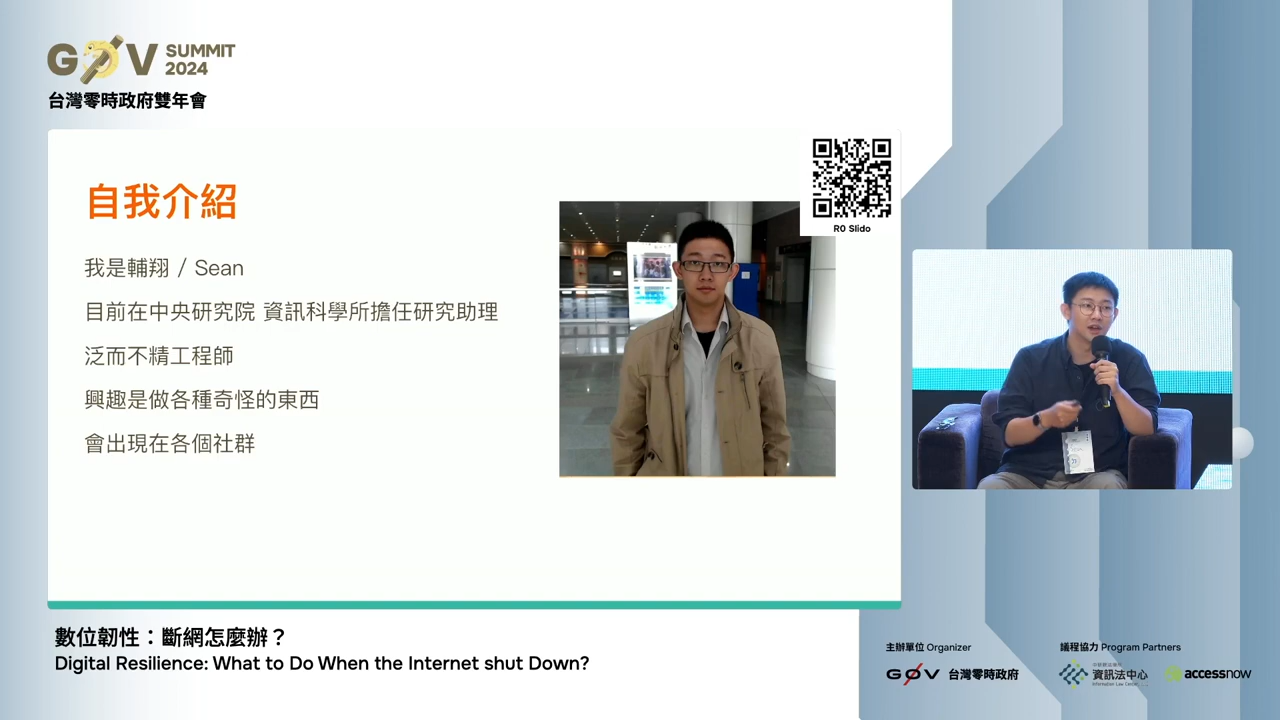 G0V SUMMIT 2024
台灣零時政府雙年會
自我介紹
我是輔翔 / Sean
目前在中央研究院 資訊科學所擔任研究助理
泛而不精工程師
興趣是做各種奇怪的東西
會出現在各個社群
R0 Slido
數位韌性：斷網怎麼辦？
Digital Resilience: What to Do When the Internet shut Down?
主辦單位 Organizer
議程協力 Program Partners
G0V 台灣零時政府
資訊法中心
Information Law Center
accessnow